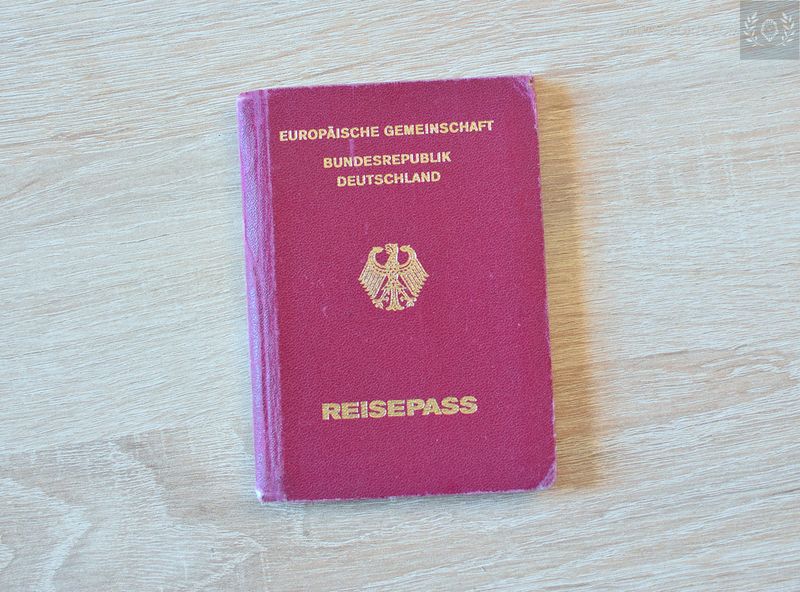 EUROPÄISCHE GEMEINSCHAFT
BUNDESREPUBLIK
DEUTSCHLAND
REISEPASS